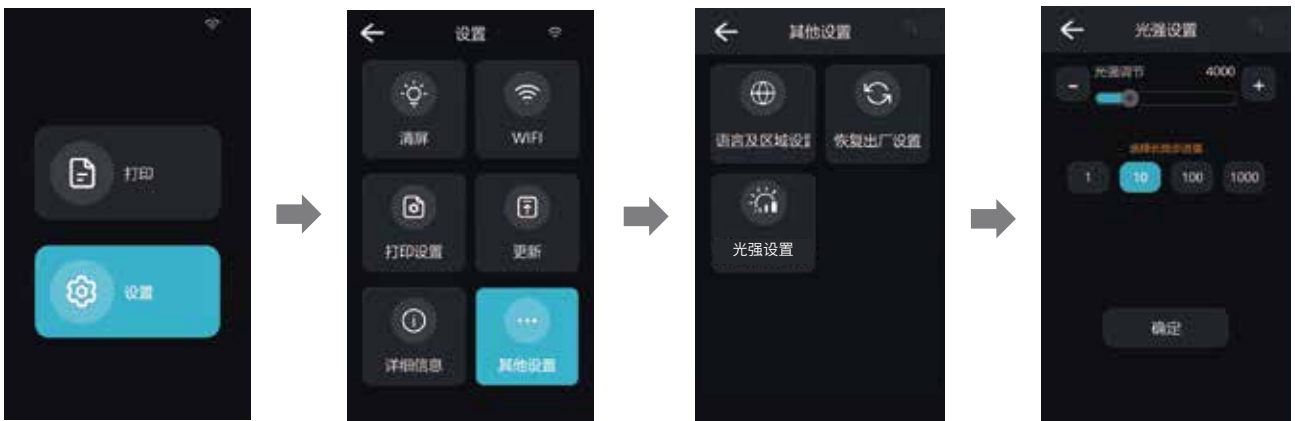 打印
设置
设置
清屏
WIFI
打印设置
更新
详细信息
其他设置
其他设置
语言及区域设置
恢复出厂设置
光强设置
光强设置
光强调节
4000
-
+
1
10
100
1000
确定